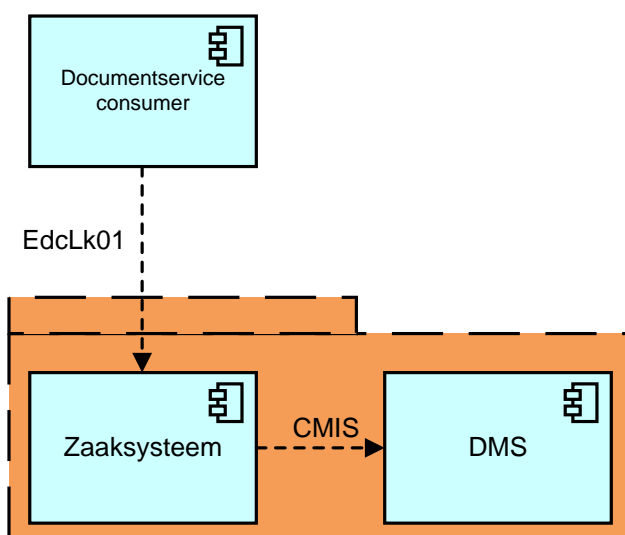 Documentservice
consumer
EdcLk01
Zaaksysteem
CMIS
DMS